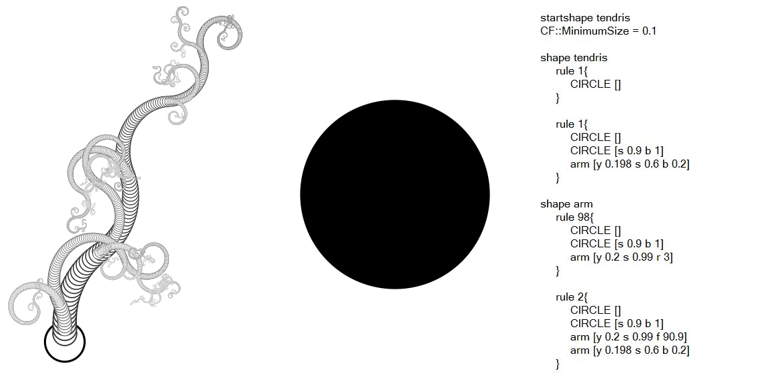 startshape tendris
CF::MinimumSize = 0.1
shape tendris
rule 1{
CIRCLE []
}
rule 1{
CIRCLE []
CIRCLE [s 0.9 b 1]
arm [y 0.198 s 0.6 b 0.2]
}
shape arm
rule 98{
CIRCLE []
CIRCLE [s 0.9 b 1]
arm [y 0.2 s 0.99 r 3]
}
rule 2{
CIRCLE []
CIRCLE [s 0.9 b 1]
arm [y 0.2 s 0.99 f 90.9]
arm [y 0.198 s 0.6 b 0.2]
}